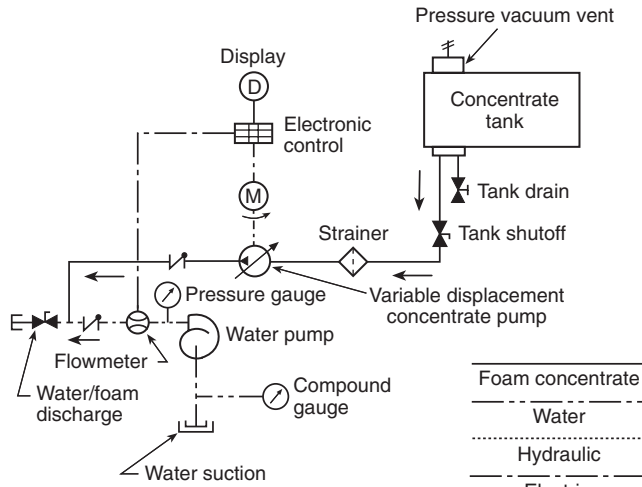 Pressure vacuum vent
Display
D
Concentrate
tank
Electronic
control
M
Tank drain
Strainer
Tank shutoff
Pressure gauge
Variable displacement
concentrate pump
Water pump
Flowmeter
Water/foam
discharge
Compound
gauge
Water suction
Foam concentrate
Water
Hydraulic